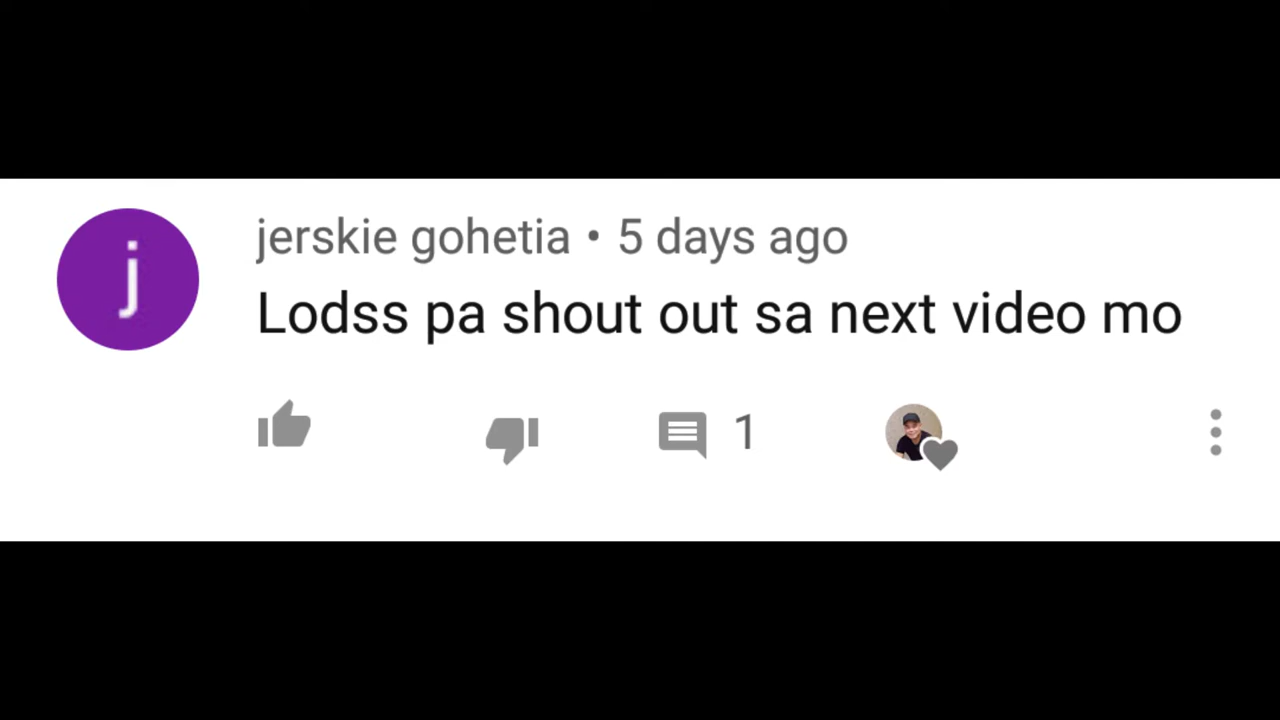 j
jerskie gohetia • 5 days ago
Lodss pa shout out sa next video mo
1